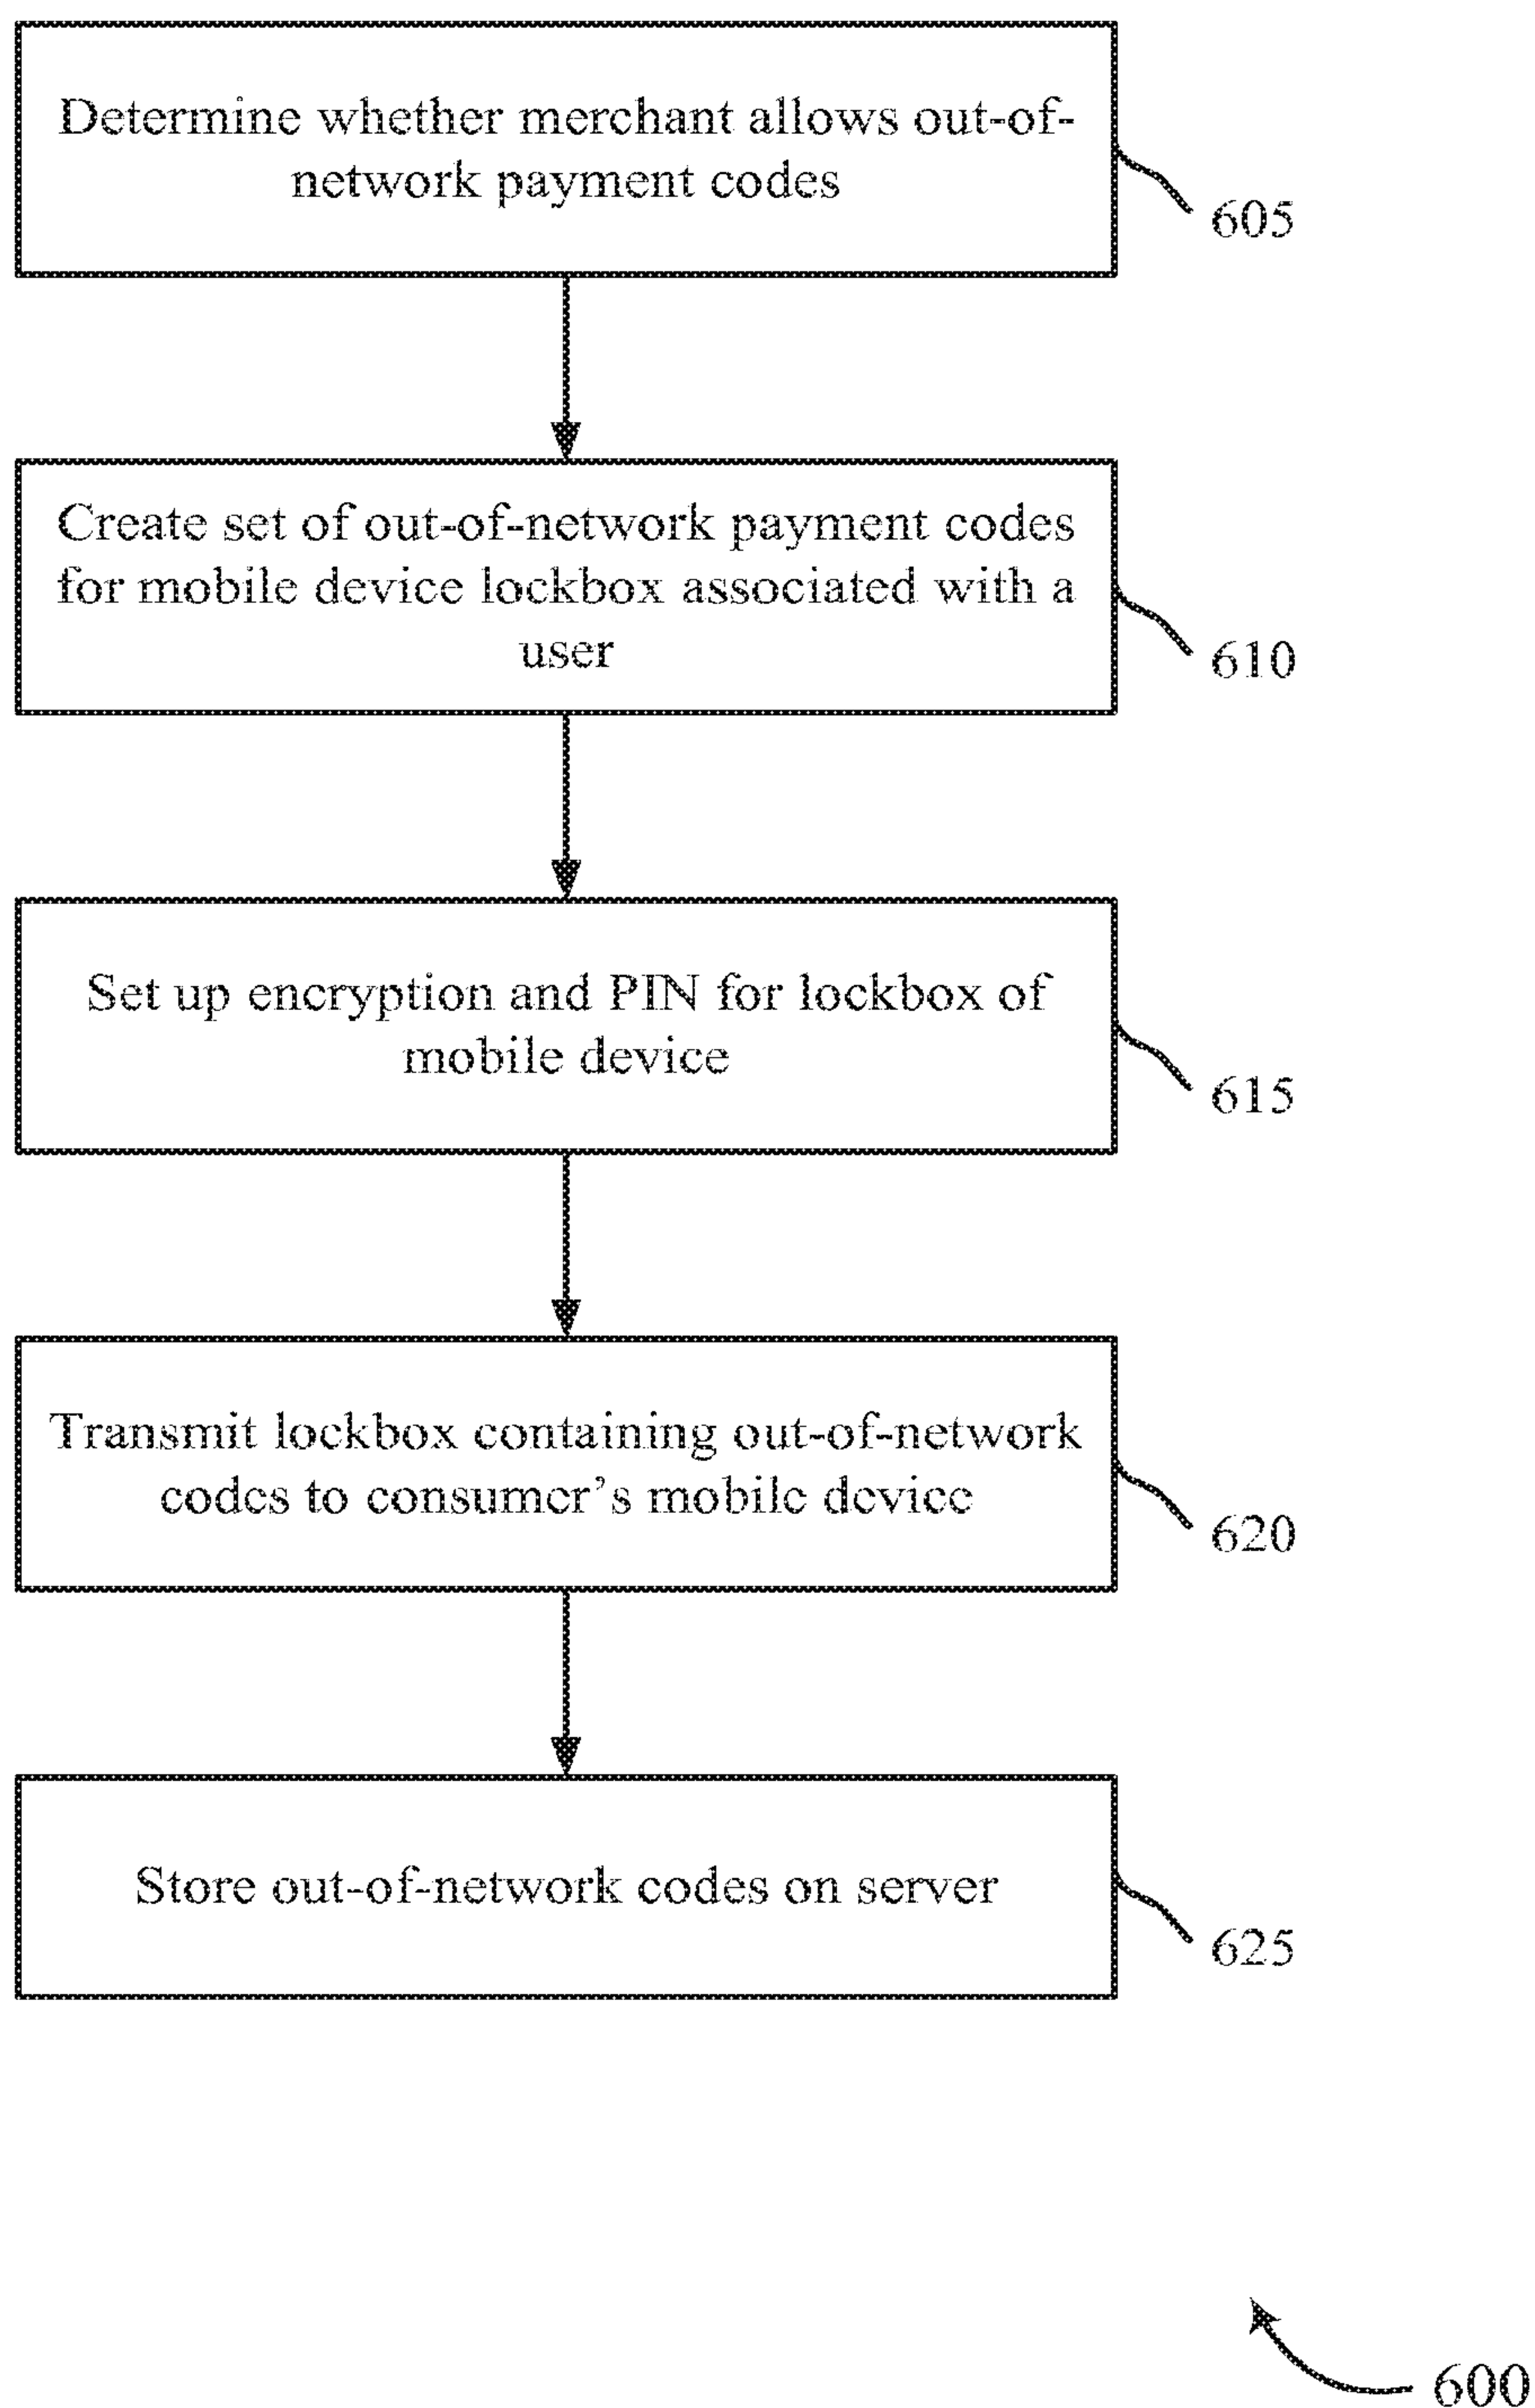 Determine whether merchant allows out-of-
network payment codes
605
Create set of out-of-network payment codes
for mobile device lockbox associated with a
user
610
Set up encryption and PIN for lockbox of
mobile device
615
Transmit lockbox containing out-of-network
codes to consumer’s mobile device
620
Store out-of-network codes on server
625
600